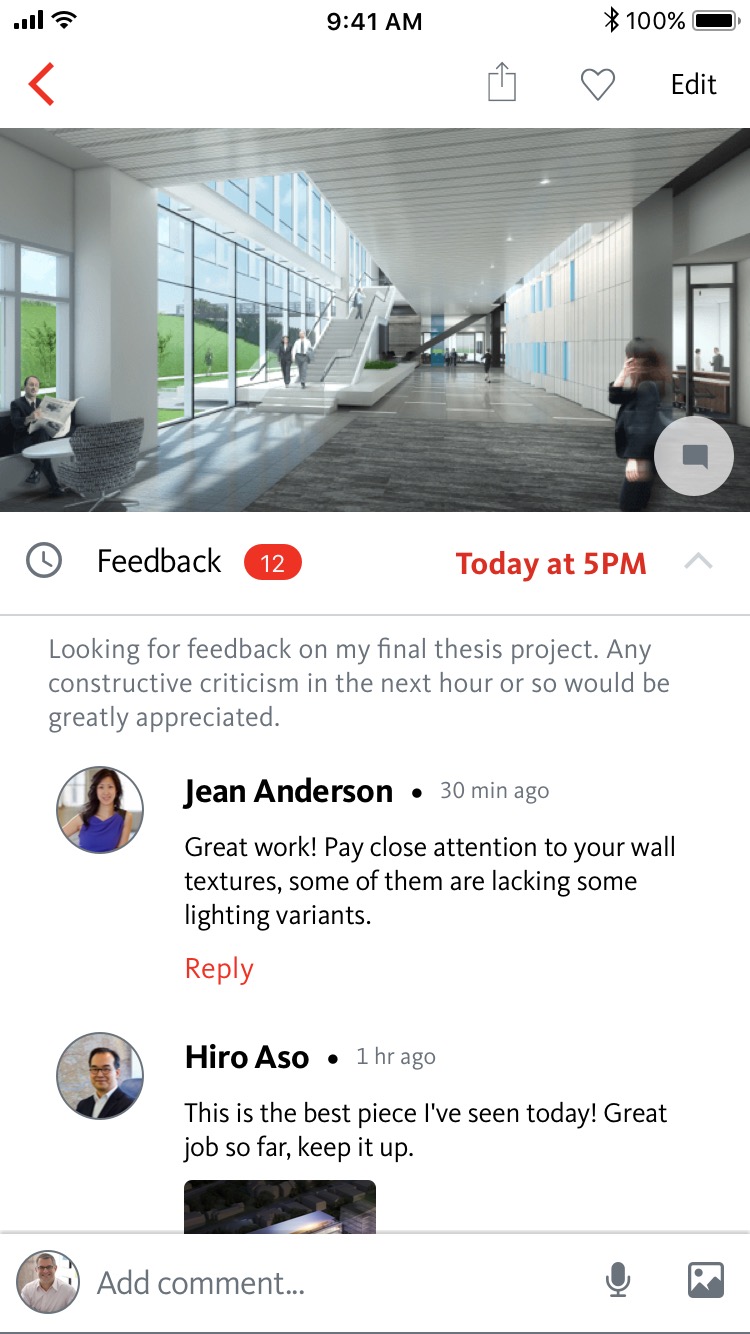 9:41 AM
100%
Edit
Feedback 12 Today at 5PM
Looking for feedback on my final thesis project. Any
constructive criticism in the next hour or so would be
greatly appreciated.
Jean Anderson • 30 min ago
Great work! Pay close attention to your wall
textures, some of them are lacking some
lighting variants.
Reply
Hiro Aso • 1 hr ago
This is the best piece I've seen today! Great
job so far, keep it up.
Add comment...